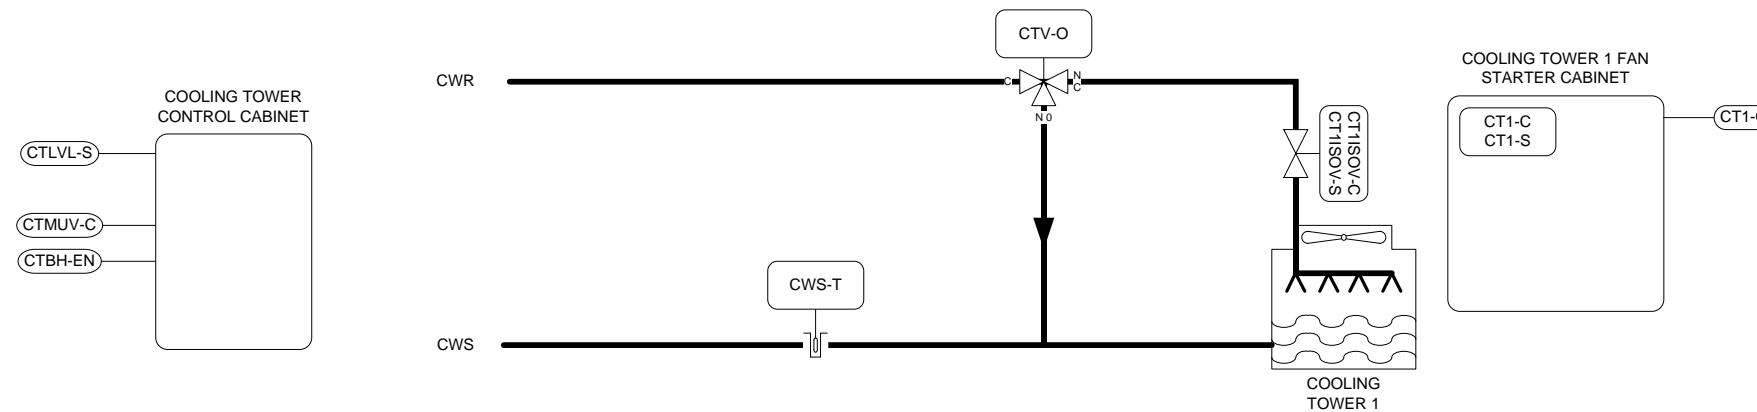 CTV-O
COOLING TOWER 1 FAN
STARTER CABINET
CWR
C
N
C
N 0
COOLING TOWER
CONTROL CABINET
CT1-C
CT1-S
CT1ISOV-C
CT1ISOV-S
CTLVL-S
CTMUV-C
CTBH-EN
CWS-T
CWS
COOLING
TOWER 1